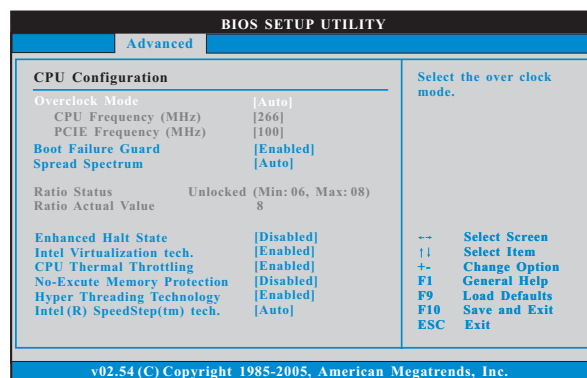 BIOS SETUP UTILITY
Advanced
CPU Configuration
Overclock Mode [Auto]
CPU Frequency (MHz) [266]
PCIE Frequency (MHz) [100]
Boot Failure Guard [Enabled]
Spread Spectrum [Auto]
Ratio Status Unlocked (Min: 06, Max: 08)
Ratio Actual Value 8
Enhanced Halt State [Disabled]
Intel Virtualization tech. [Enabled]
CPU Thermal Throttling [Enabled]
No-Excute Memory Protection [Disabled]
Hyper Threading Technology [Enabled]
Intel (R) SpeedStep(tm) tech. [Auto]
Select the over clock
mode.
←→ Select Screen
↑↓ Select Item
+- Change Option
F1 General Help
F9 Load Defaults
F10 Save and Exit
ESC Exit
v02.54 (C) Copyright 1985-2005, American Megatrends, Inc.